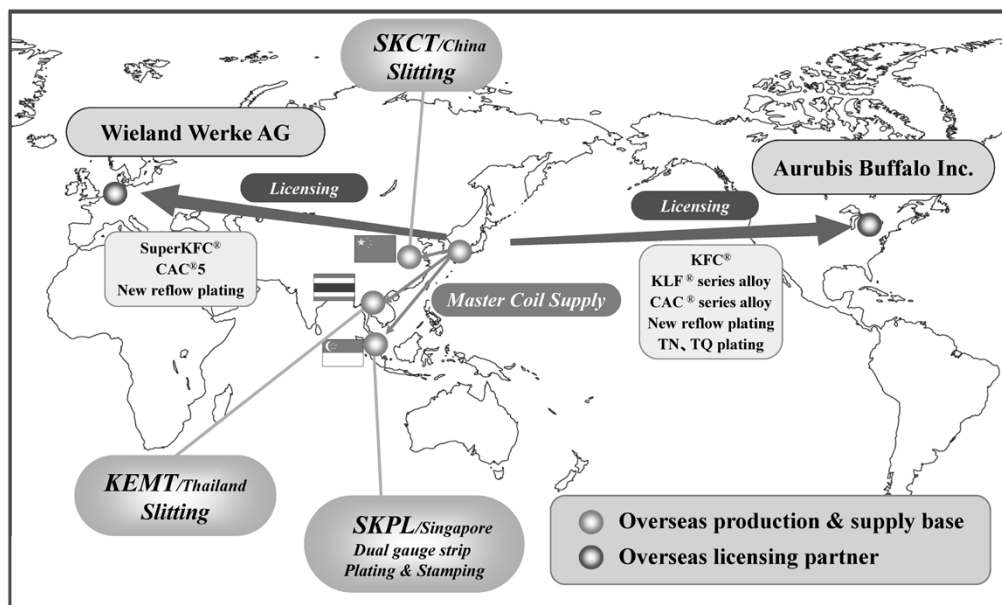 SKCT/China
Slitting
Wieland Werke AG
Licensing
SuperKFC®
CAC®5
New reflow plating
Aurubis Buffalo Inc.
Licensing
KFC®
KLF® series alloy
CAC® series alloy
New reflow plating
TN、TQ plating
Master Coil Supply
KEMT/Thailand
Slitting
SKPL/Singapore
Dual gauge strip
Plating & Stamping
Overseas production & supply base
Overseas licensing partner